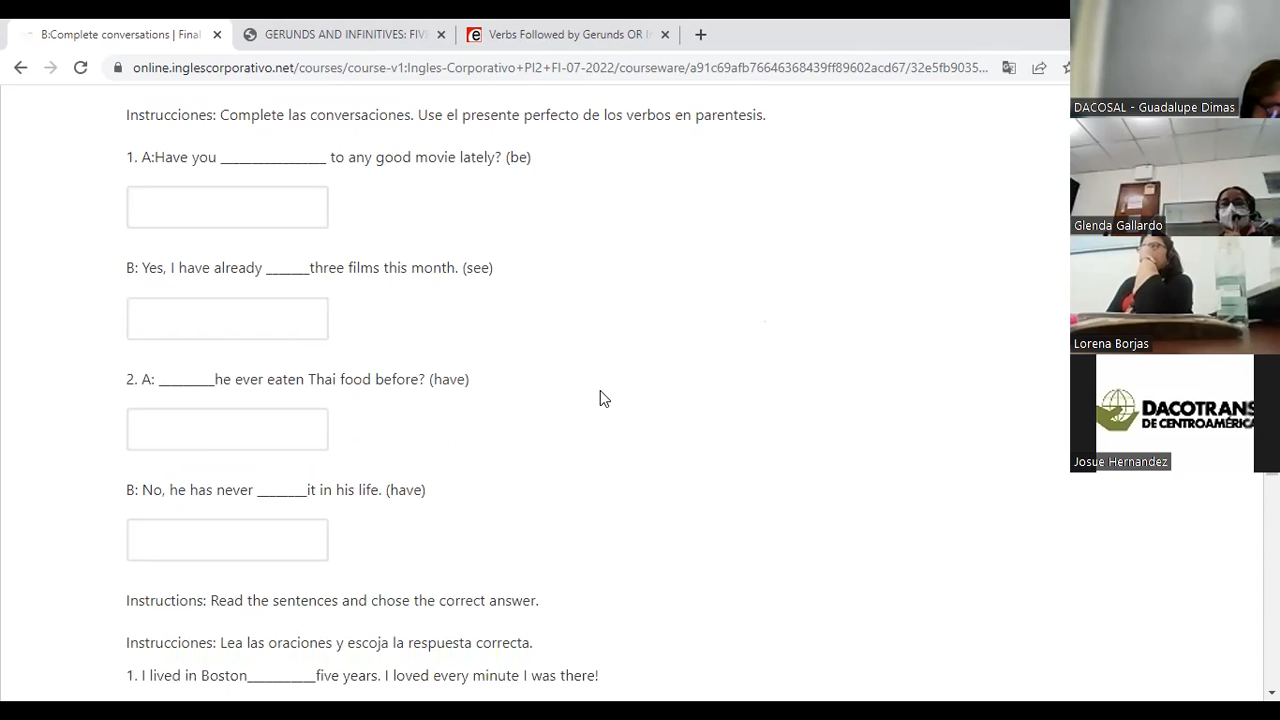 B:Complete conversations | Final
GERUNDS AND INFINITIVES: FIV
Verbs Followed by Gerunds OR I
online.inglescorporativo.net/courses/course-v1:Ingles-Corporativo+PI2+FI-07-2022/courseware/a91c69afb76646368439ff89602acd67/32e5fb9035...
Instrucciones: Complete las conversaciones. Use el presente perfecto de los verbos en parentesis.
1. A:Have you ________________ to any good movie lately? (be)
B: Yes, I have already _______three films this month. (see)
2. A: _________he ever eaten Thai food before? (have)
B: No, he has never ________it in his life. (have)
Instructions: Read the sentences and chose the correct answer.
Instrucciones: Lea las oraciones y escoja la respuesta correcta.
1. I lived in Boston___________five years. I loved every minute I was there!
DACOSAL - Guadalupe Dimas
Glenda Gallardo
Lorena Borjas
DACOTRANS
DE CENTROAMÉRICA
Josue Hernandez